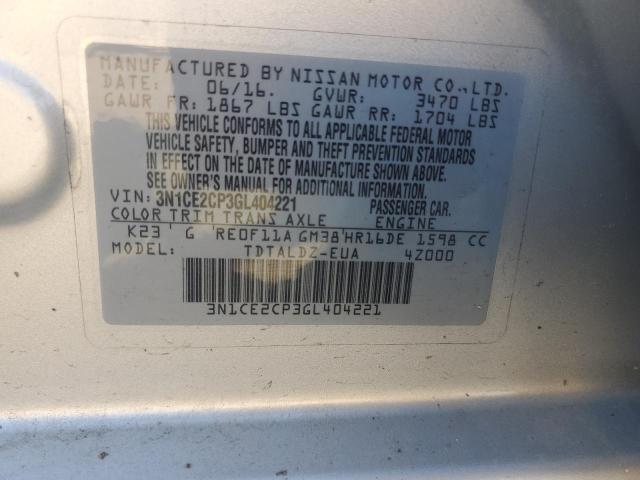 MANUFACTURED BY NISSAN MOTOR CO.,LTD.
DATE: 06/16. GVWR: 3470 LBS
GAWR FR: 1867 LBS GAWR RR: 1704 LBS
THIS VEHICLE CONFORMS TO ALL APPLICABLE FEDERAL MOTOR
VEHICLE SAFETY, BUMPER AND THEFT PREVENTION STANDARDS
IN EFFECT ON THE DATE OF MANUFACTURE SHOWN ABOVE.
SEE OWNER'S MANUAL FOR ADDITIONAL INFORMATION.
VIN: 3N1CE2CP3GL404221 PASSENGER CAR.
COLOR TRIM TRANS AXLE ENGINE
K23 G RE0F11A GM38 HR16DE 1598 CC
MODEL: TDTALDZ-EUA 4Z000
3N1CE2CP3GL404221